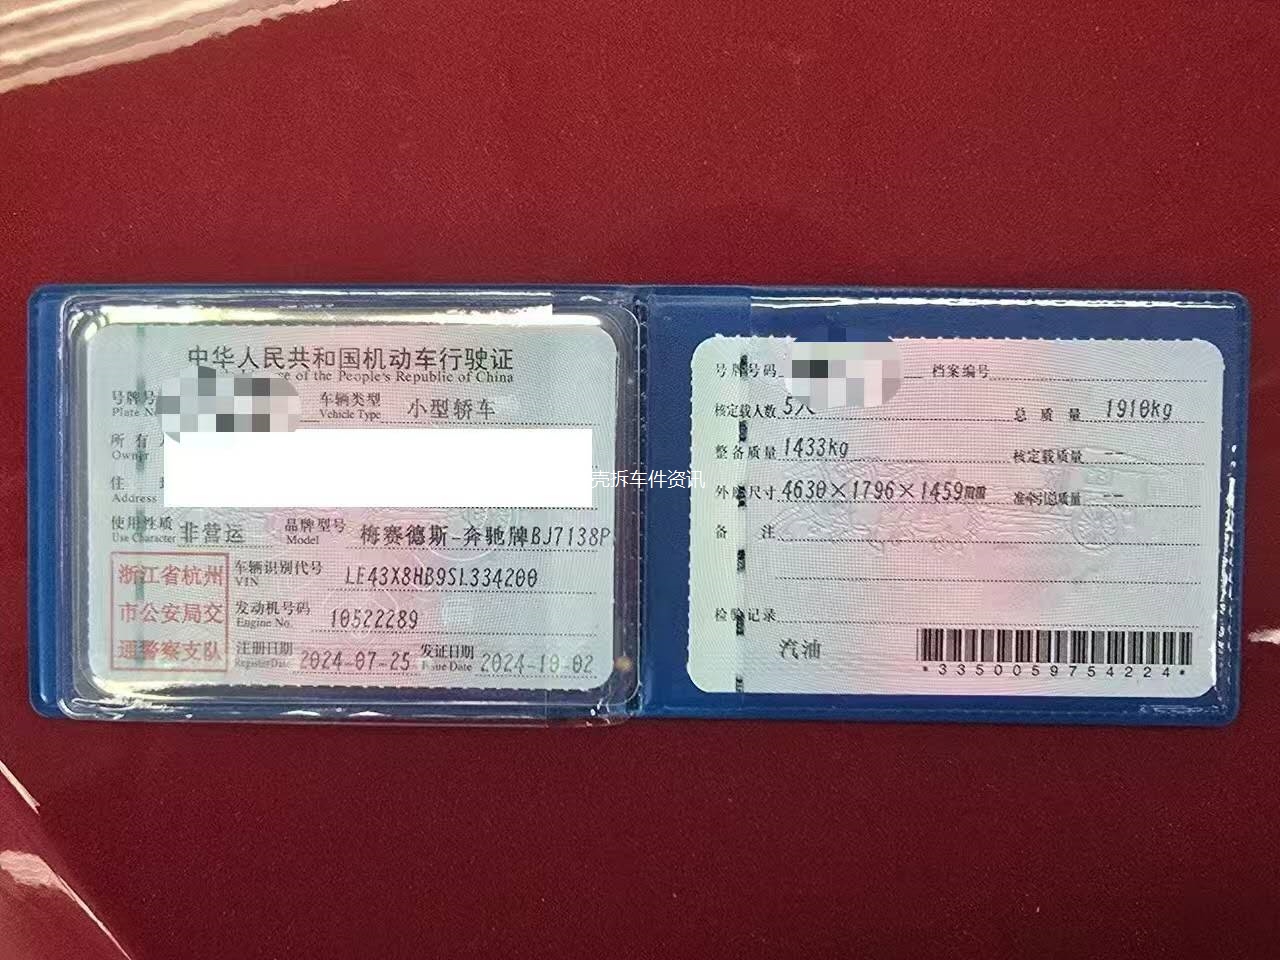 中华人民共和国机动车行驶证
of the People's Republic of China
号牌号
Plate
车辆类型
Vehicle Type
小型轿车
所有
Owner
住
Address
使用性质
Use Character
非营运
品牌型号
Model
梅赛德斯-奔驰牌BJ7138P
浙江省杭州
市公安局交
通警察支队
车辆识别代号
VIN
LE43X8HB9SL334200
发动机号码
Engine No.
10522289
注册日期
Register Date
2024-07-25
发证日期
Issue Date
2024-10-02
壳拆车件资讯
号牌号码
档案编号
核定载人数 5人
总质量 1910kg
整备质量 1433kg
核定载质量 --
外廓尺寸 4630×1796×1459mm
准牵引总质量 --
备注
检验记录
汽油
*3350059754224*